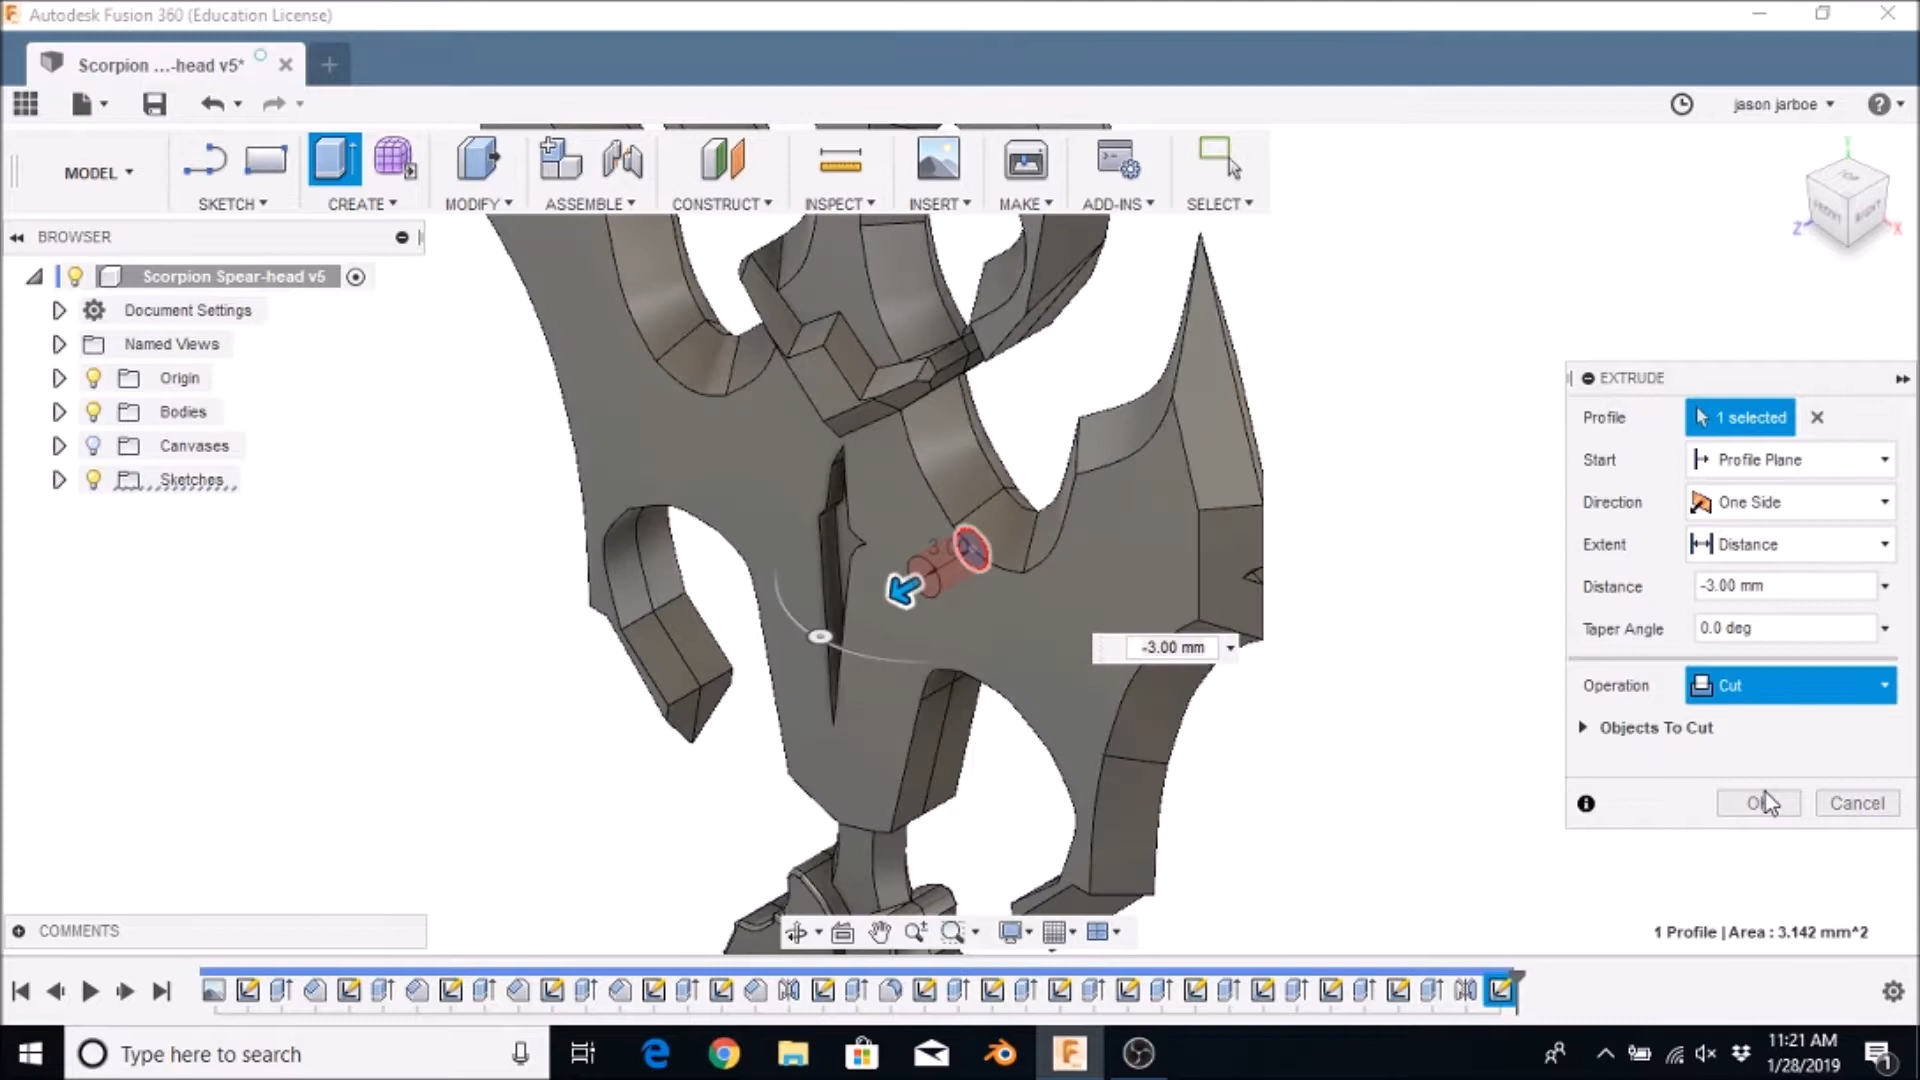 Autodesk Fusion 360 (Education License)
Scorpion ...-head v5*
jason jarboe
MODEL
SKETCH
CREATE
MODIFY
ASSEMBLE
CONSTRUCT
INSPECT
INSERT
MAKE
ADD-INS
SELECT
TOP
FRONT
RIGHT
Z
X
Y
BROWSER
Scorpion Spear-head v5
Document Settings
Named Views
Origin
Bodies
Canvases
Sketches
EXTRUDE
Profile
1 selected
Start
Profile Plane
Direction
One Side
Extent
Distance
Distance
-3.00 mm
Taper Angle
0.0 deg
Operation
Cut
Objects To Cut
Cancel
-3.00 mm
COMMENTS
1 Profile | Area : 3.142 mm^2
Type here to search
11:21 AM
1/28/2019
1